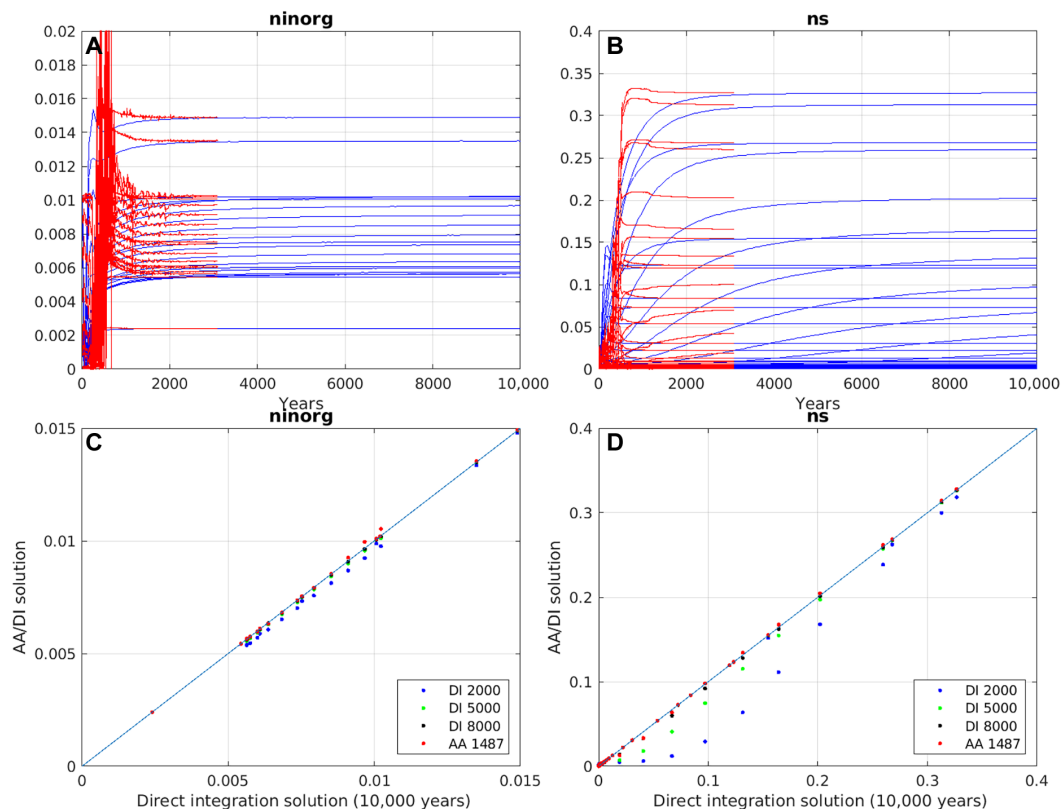 ninorg
A
0.02
0.018
0.016
0.014
0.012
0.01
0.008
0.006
0.004
0.002
0
0 2000 4000 6000 8000 10,000
Years
ns
B
0.4
0.35
0.3
0.25
0.2
0.15
0.1
0.05
0
0 2000 4000 6000 8000 10,000
Years
ninorg
C
0.015
0.01
0.005
0
AA/DI solution
DI 2000
DI 5000
DI 8000
AA 1487
0 0.005 0.01 0.015
Direct integration solution (10,000 years)
ns
D
0.4
0.3
0.2
0.1
0
AA/DI solution
DI 2000
DI 5000
DI 8000
AA 1487
0 0.1 0.2 0.3 0.4
Direct integration solution (10,000 years)